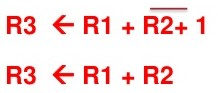 R3 ← R1 + R2+ 1
R3 ← R1 + R2